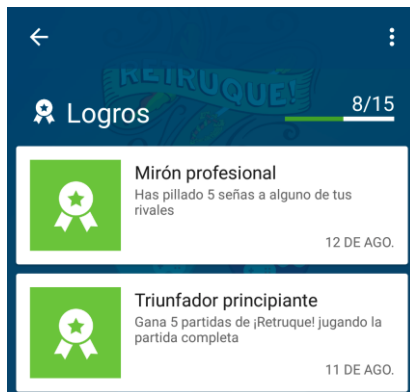 RETRUQUE!
Logros
8/15
Mirón profesional
Has pillado 5 señas a alguno de tus
rivales
12 DE AGO.
Triunfador principiante
Gana 5 partidas de ¡Retruque! jugando la
partida completa
11 DE AGO.